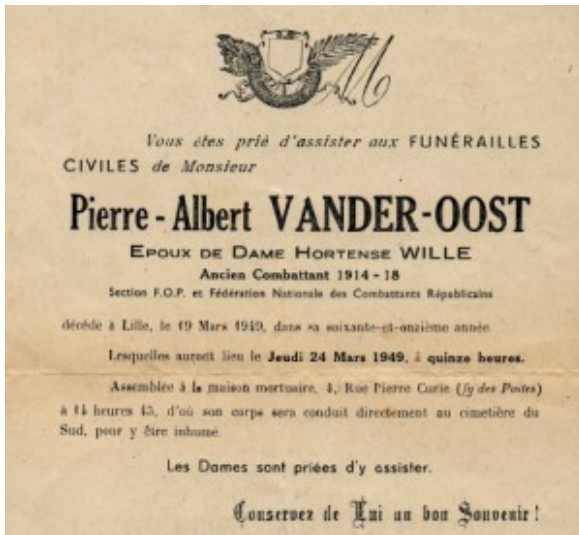 M
Vous êtes prié d'assister aux FUNÉRAILLES
CIVILES de Monsieur
Pierre - Albert VANDER-OOST
EPOUX DE DAME HORTENSE WILLE
Ancien Combattant 1914 - 18
Section F.O.P. et Fédération Nationale des Combattants Républicains
décédé à Lille, le 19 Mars 1949, dans sa soixante-et-onzième année.
Lesquelles auront lieu le Jeudi 24 Mars 1949, à quinze heures.
Assemblée à la maison mortuaire, 4, Rue Pierre Curie (fg des Postes)
à 14 heures 45, d'où son corps sera conduit directement au cimetière du
Sud, pour y être inhumé.
Les Dames sont priées d'y assister.
Conservez de Lui un bon Souvenir !